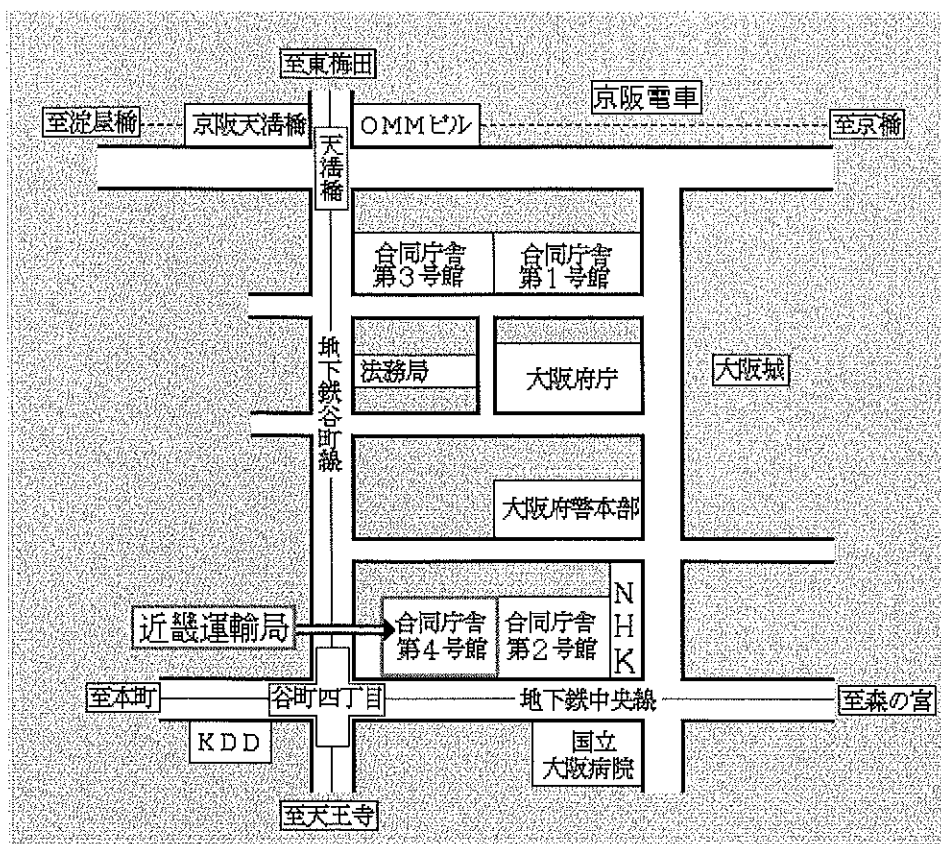 至東梅田
京阪電車
至淀屋橋
京阪天満橋
OMMビル
至京橋
天満橋
合同庁舎
第3号館
合同庁舎
第1号館
地下鉄谷町線
法務局
大阪府庁
大阪城
大阪府警本部
近畿運輸局
合同庁舎
第4号館
合同庁舎
第2号館
NHK
至本町
谷町四丁目
地下鉄中央線
至森の宮
KDD
国立
大阪病院
至天王寺